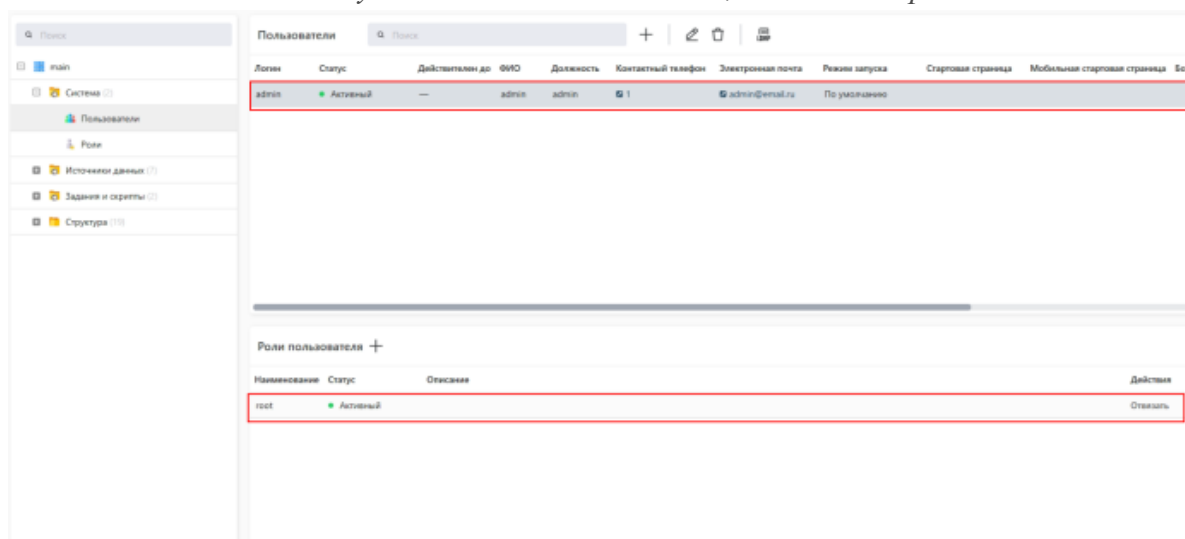 Поиск
main
Система (2)
Пользователи
Роли
Источники данных (7)
Задания и скрипты (2)
Структура (19)
Пользователи
Поиск
Логин Статус Действителен до ФИО Должность Контактный телефон Электронная почта Режим запуска Стартовая страница Мобильная стартовая страница
admin Активный — admin admin 1 admin@email.ru По умолчанию
Роли пользователя
Наименование Статус Описание Действия
root Активный Отвязать